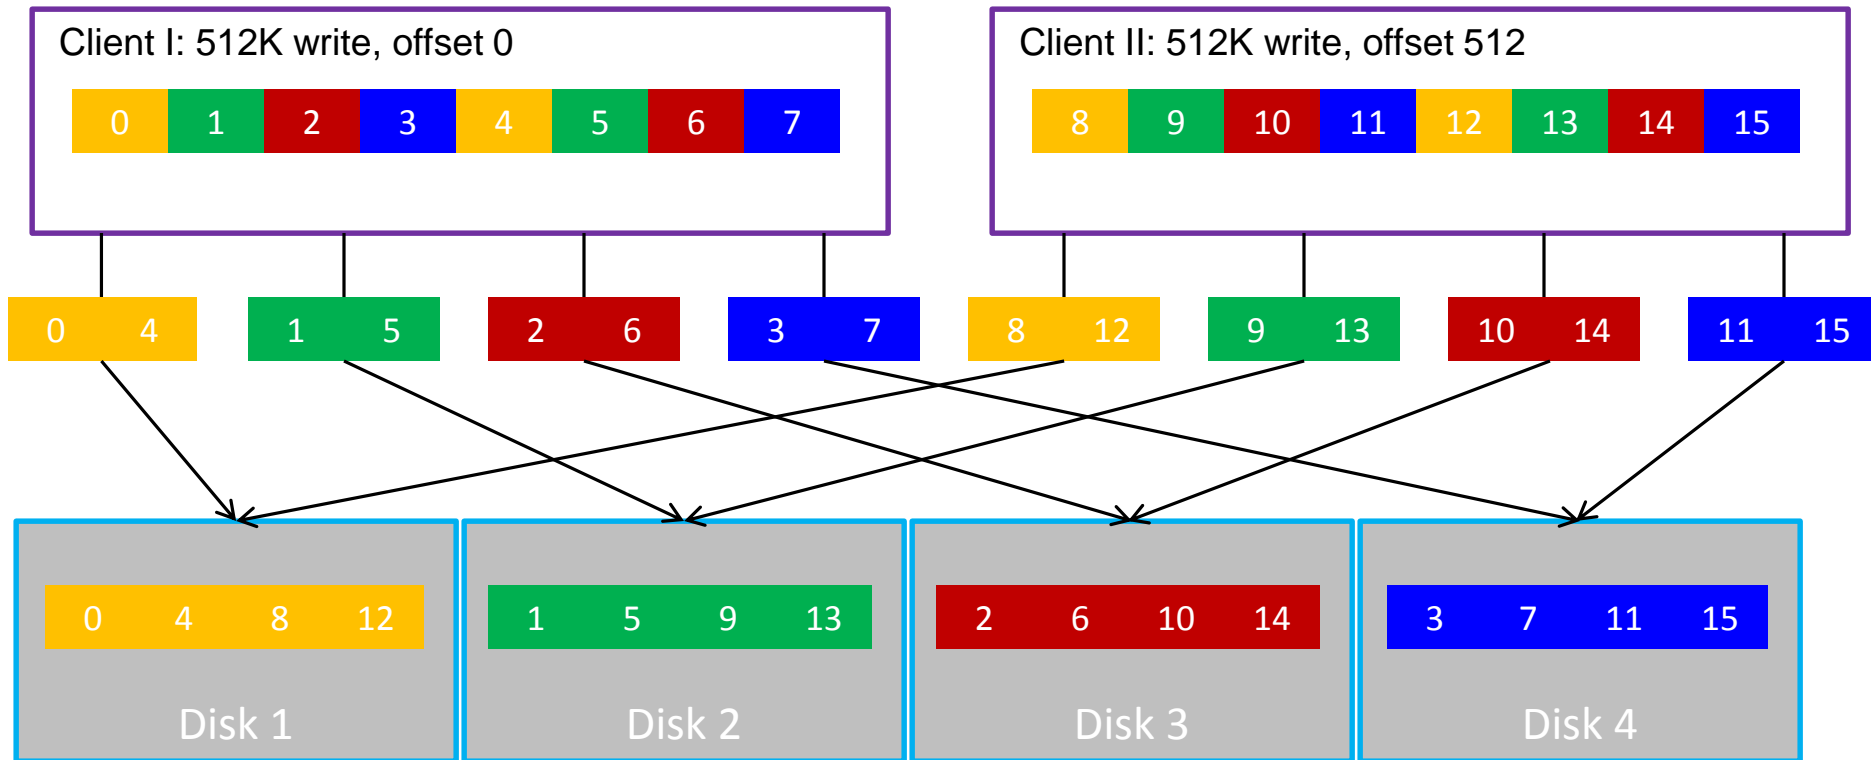 Client I: 512K write, offset 0
0 1 2 3 4 5 6 7
Client II: 512K write, offset 512
8 9 10 11 12 13 14 15
0 4
1 5
2 6
3 7
8 12
9 13
10 14
11 15
0 4 8 12
Disk 1
1 5 9 13
Disk 2
2 6 10 14
Disk 3
3 7 11 15
Disk 4